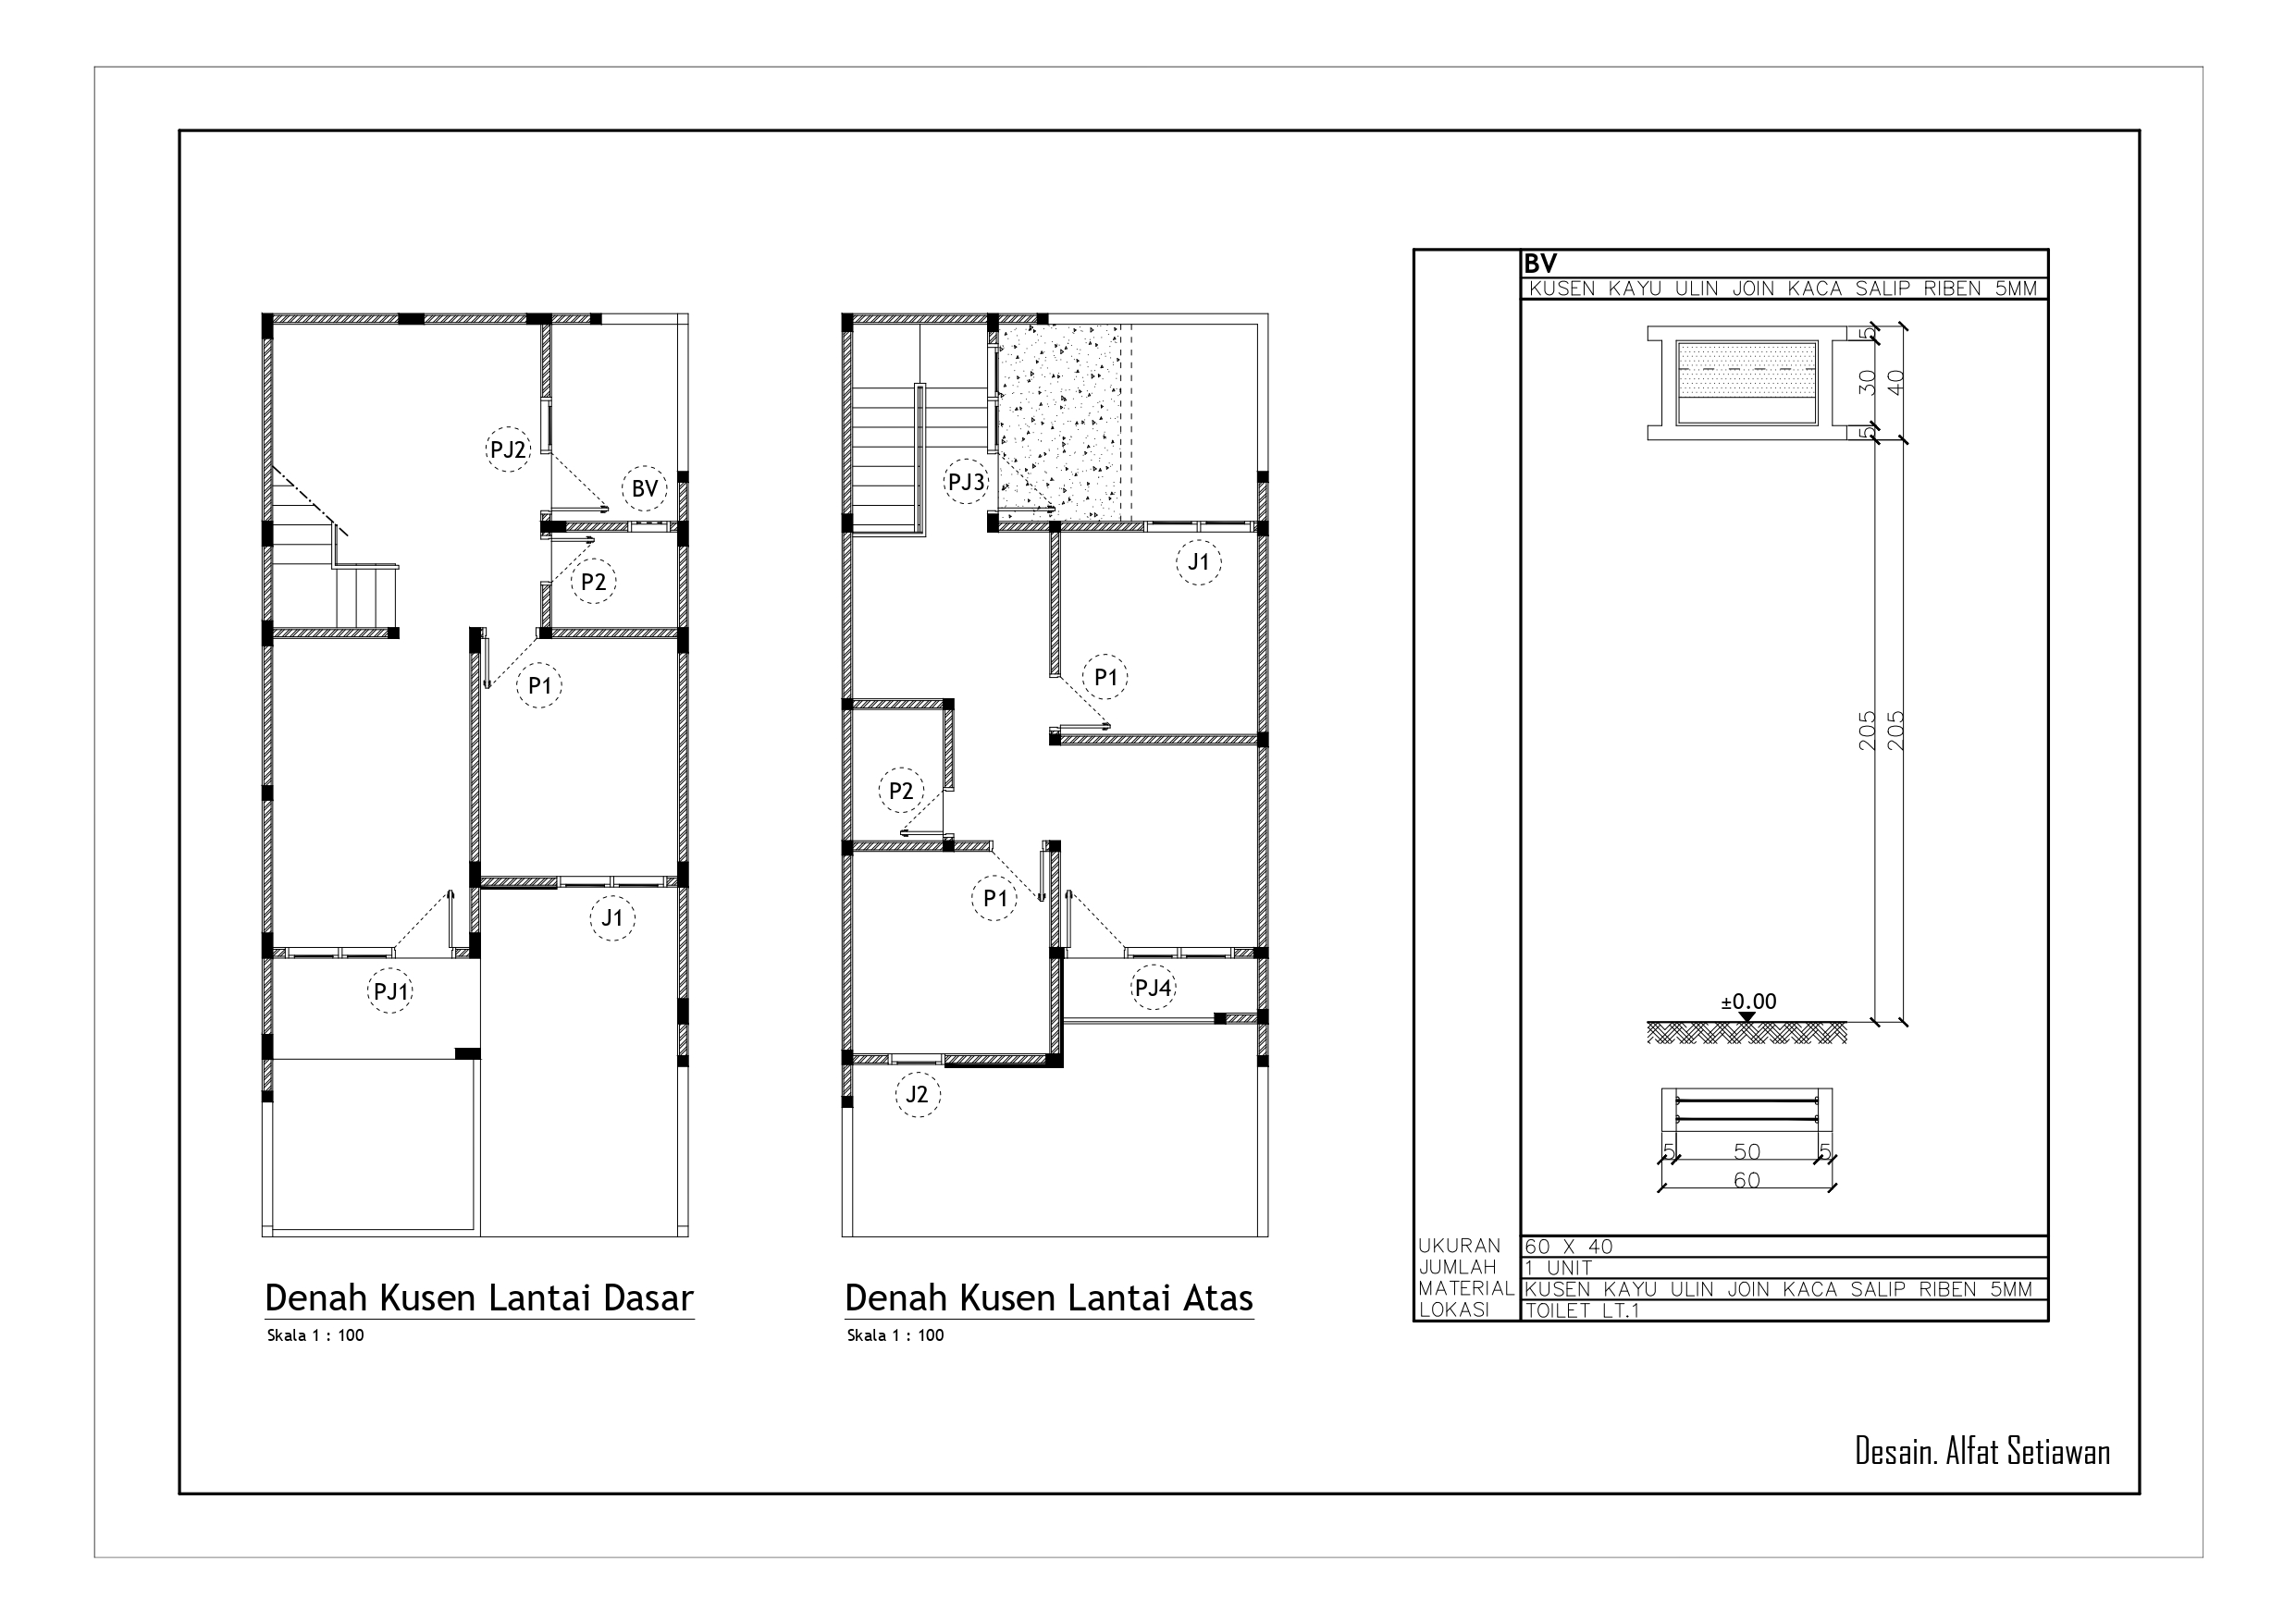 PJ2
BV
P2
P1
J1
PJ1
Denah Kusen Lantai Dasar
Skala 1 : 100
PJ3
J1
P1
P2
P1
PJ4
J2
Denah Kusen Lantai Atas
Skala 1 : 100
BV
KUSEN KAYU ULIN JOIN KACA SALIP RIBEN 5MM
5
30
40
5
205
205
±0.00
5
50
5
60
UKURAN 60 X 40
JUMLAH 1 UNIT
MATERIAL KUSEN KAYU ULIN JOIN KACA SALIP RIBEN 5MM
LOKASI TOILET LT.1
Desain. Alfat Setiawan